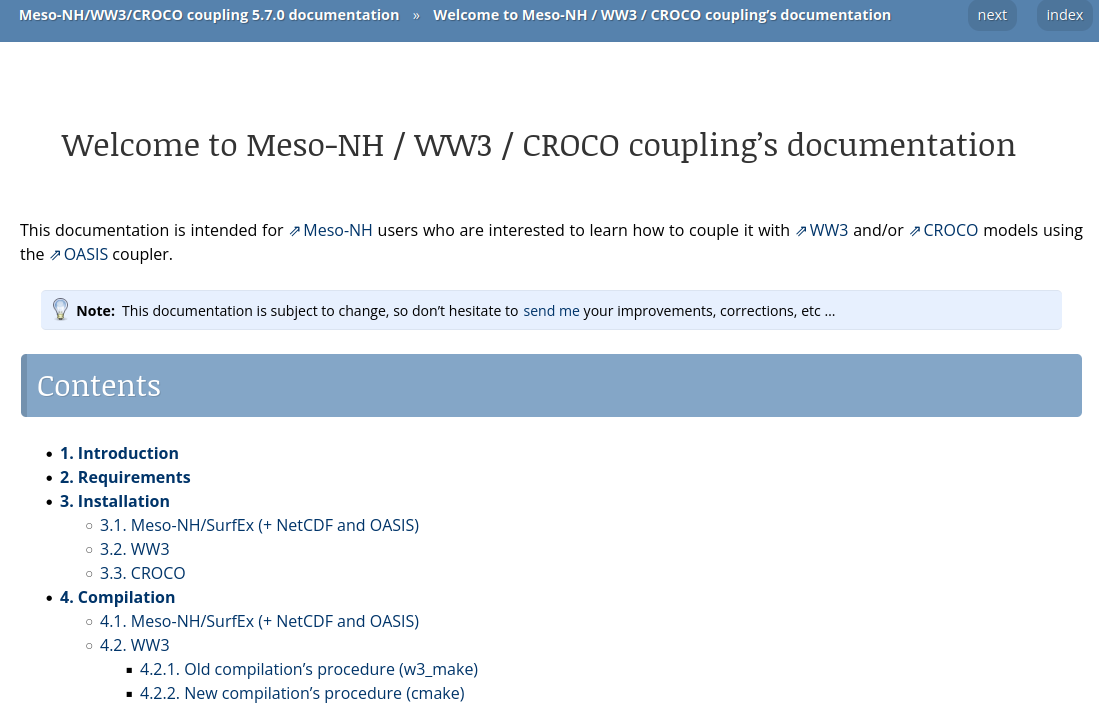 Meso-NH/WW3/CROCO coupling 5.7.0 documentation » Welcome to Meso-NH / WW3 / CROCO coupling’s documentation next index
Welcome to Meso-NH / WW3 / CROCO coupling’s documentation
This documentation is intended for ⇗Meso-NH users who are interested to learn how to couple it with ⇗WW3 and/or ⇗CROCO models using
the ⇗OASIS coupler.
Note: This documentation is subject to change, so don’t hesitate to send me your improvements, corrections, etc ...
Contents
• 1. Introduction
• 2. Requirements
• 3. Installation
○ 3.1. Meso-NH/SurfEx (+ NetCDF and OASIS)
○ 3.2. WW3
○ 3.3. CROCO
• 4. Compilation
○ 4.1. Meso-NH/SurfEx (+ NetCDF and OASIS)
○ 4.2. WW3
▪ 4.2.1. Old compilation’s procedure (w3_make)
▪ 4.2.2. New compilation’s procedure (cmake)